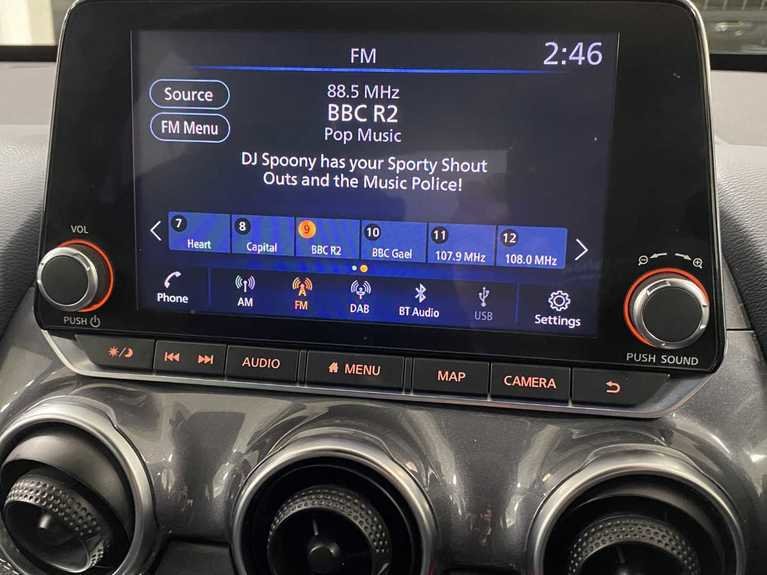 FM
2:46
Source
88.5 MHz
FM Menu
BBC R2
Pop Music
DJ Spoony has your Sporty Shout
Outs and the Music Police!
7
Heart
8
Capital
9
BBC R2
10
BBC Gael
11
107.9 MHz
12
108.0 MHz
Phone
AM
FM
DAB
BT Audio
USB
Settings
VOL
PUSH
PUSH SOUND
AUDIO
MENU
MAP
CAMERA